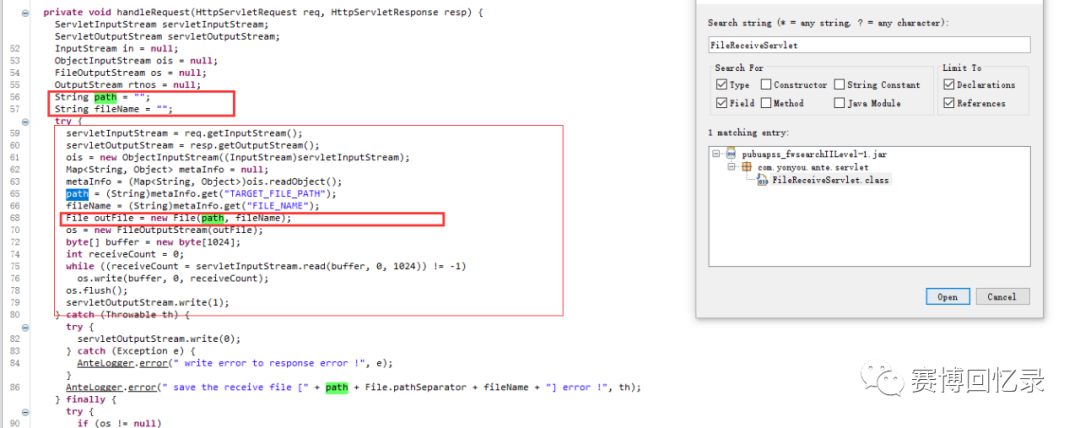 private void handleRequest(HttpServletRequest req, HttpServletResponse resp) {
ServletInputStream servletInputStream;
ServletOutputStream servletOutputStream;
52 InputStream in = null;
53 ObjectInputStream ois = null;
54 FileOutputStream os = null;
55 OutputStream rtnos = null;
56 String path = "";
57 String fileName = "";
try {
59 servletInputStream = req.getInputStream();
60 servletOutputStream = resp.getOutputStream();
61 ois = new ObjectInputStream((InputStream)servletInputStream);
62 Map<String, Object> metaInfo = null;
63 metaInfo = (Map<String, Object>)ois.readObject();
65 path = (String)metaInfo.get("TARGET_FILE_PATH");
66 fileName = (String)metaInfo.get("FILE_NAME");
68 File outFile = new File(path, fileName);
70 os = new FileOutputStream(outFile);
72 byte[] buffer = new byte[1024];
74 int receiveCount = 0;
75 while ((receiveCount = servletInputStream.read(buffer, 0, 1024)) != -1)
76 os.write(buffer, 0, receiveCount);
78 os.flush();
79 servletOutputStream.write(1);
80 } catch (Throwable th) {
try {
82 servletOutputStream.write(0);
83 } catch (Exception e) {
84 AnteLogger.error(" write error to response error !", e);
}
86 AnteLogger.error(" save the receive file [" + path + File.pathSeparator + fileName + "] error !", th);
} finally {
try {
90 if (os != null)
Search string (* = any string, ? = any character):
FileReceiveServlet
Search For
Type Constructor String Constant
Field Method Java Module
Limit To
Declarations
References
1 matching entry:
pubuapss_fwsearchIILevel-1.jar
com.yonyou.ante.servlet
FileReceiveServlet.class
Open Cancel
赛博回忆录